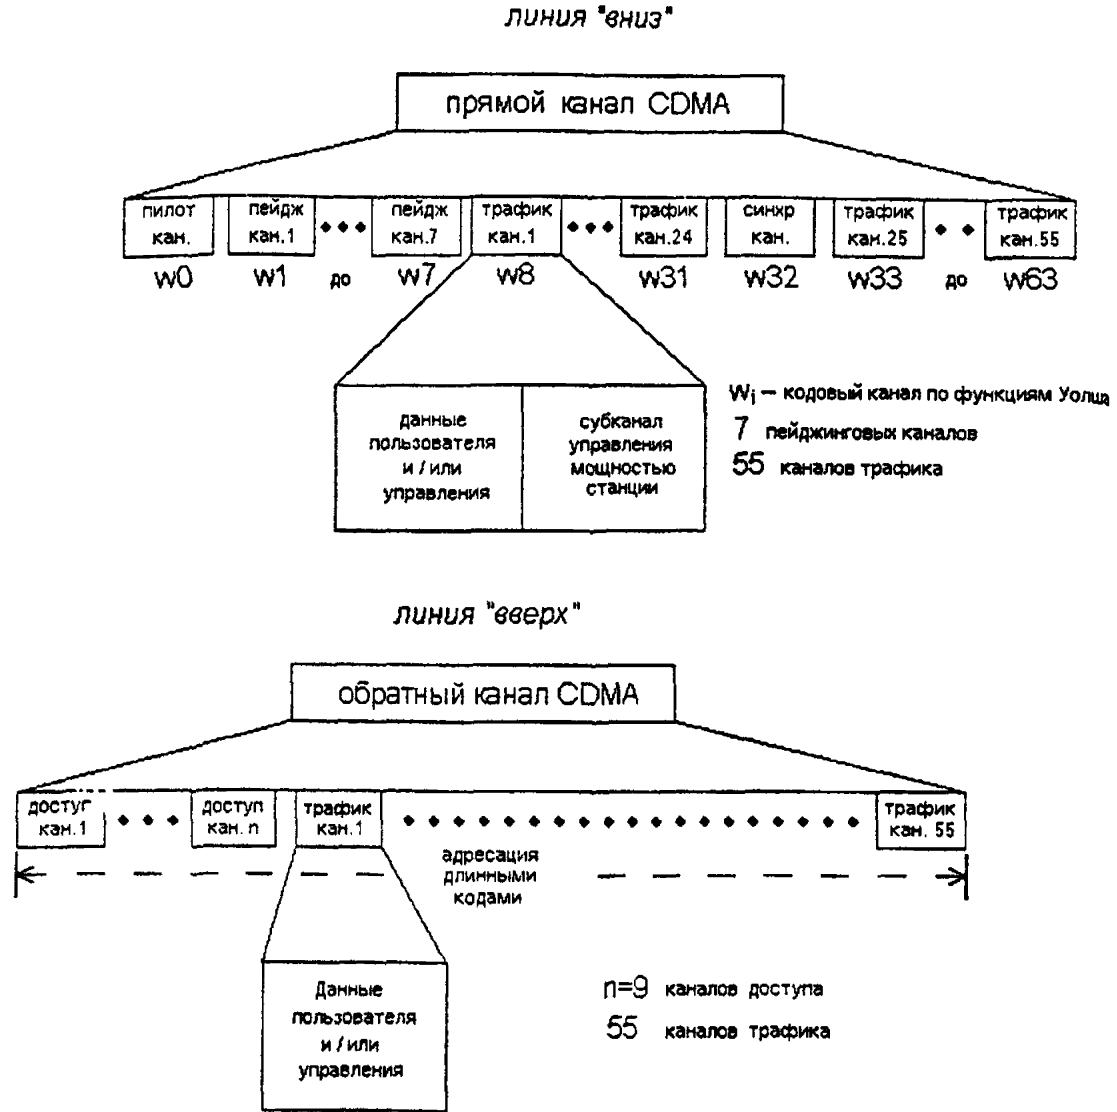 линия "вниз"
прямой канал CDMA
пилот кан.
пейдж кан.1
пейдж кан.7
трафик кан.1
трафик кан.24
синхр кан.
трафик кан.25
трафик кан.55
w0 w1 до w7 w8 w31 w32 w33 до w63
данные
пользователя
и / или
управления
субканал
управления
мощностью
станции
Wi – кодовый канал по функциям Уолша
7 пейджинговых каналов
55 каналов трафика
линия "вверх"
обратный канал CDMA
доступ кан.1
доступ кан. n
трафик кан.1
трафик кан. 55
адресация
длинными
кодами
Данные
пользователя
и / или
управления
n=9 каналов доступа
55 каналов трафика